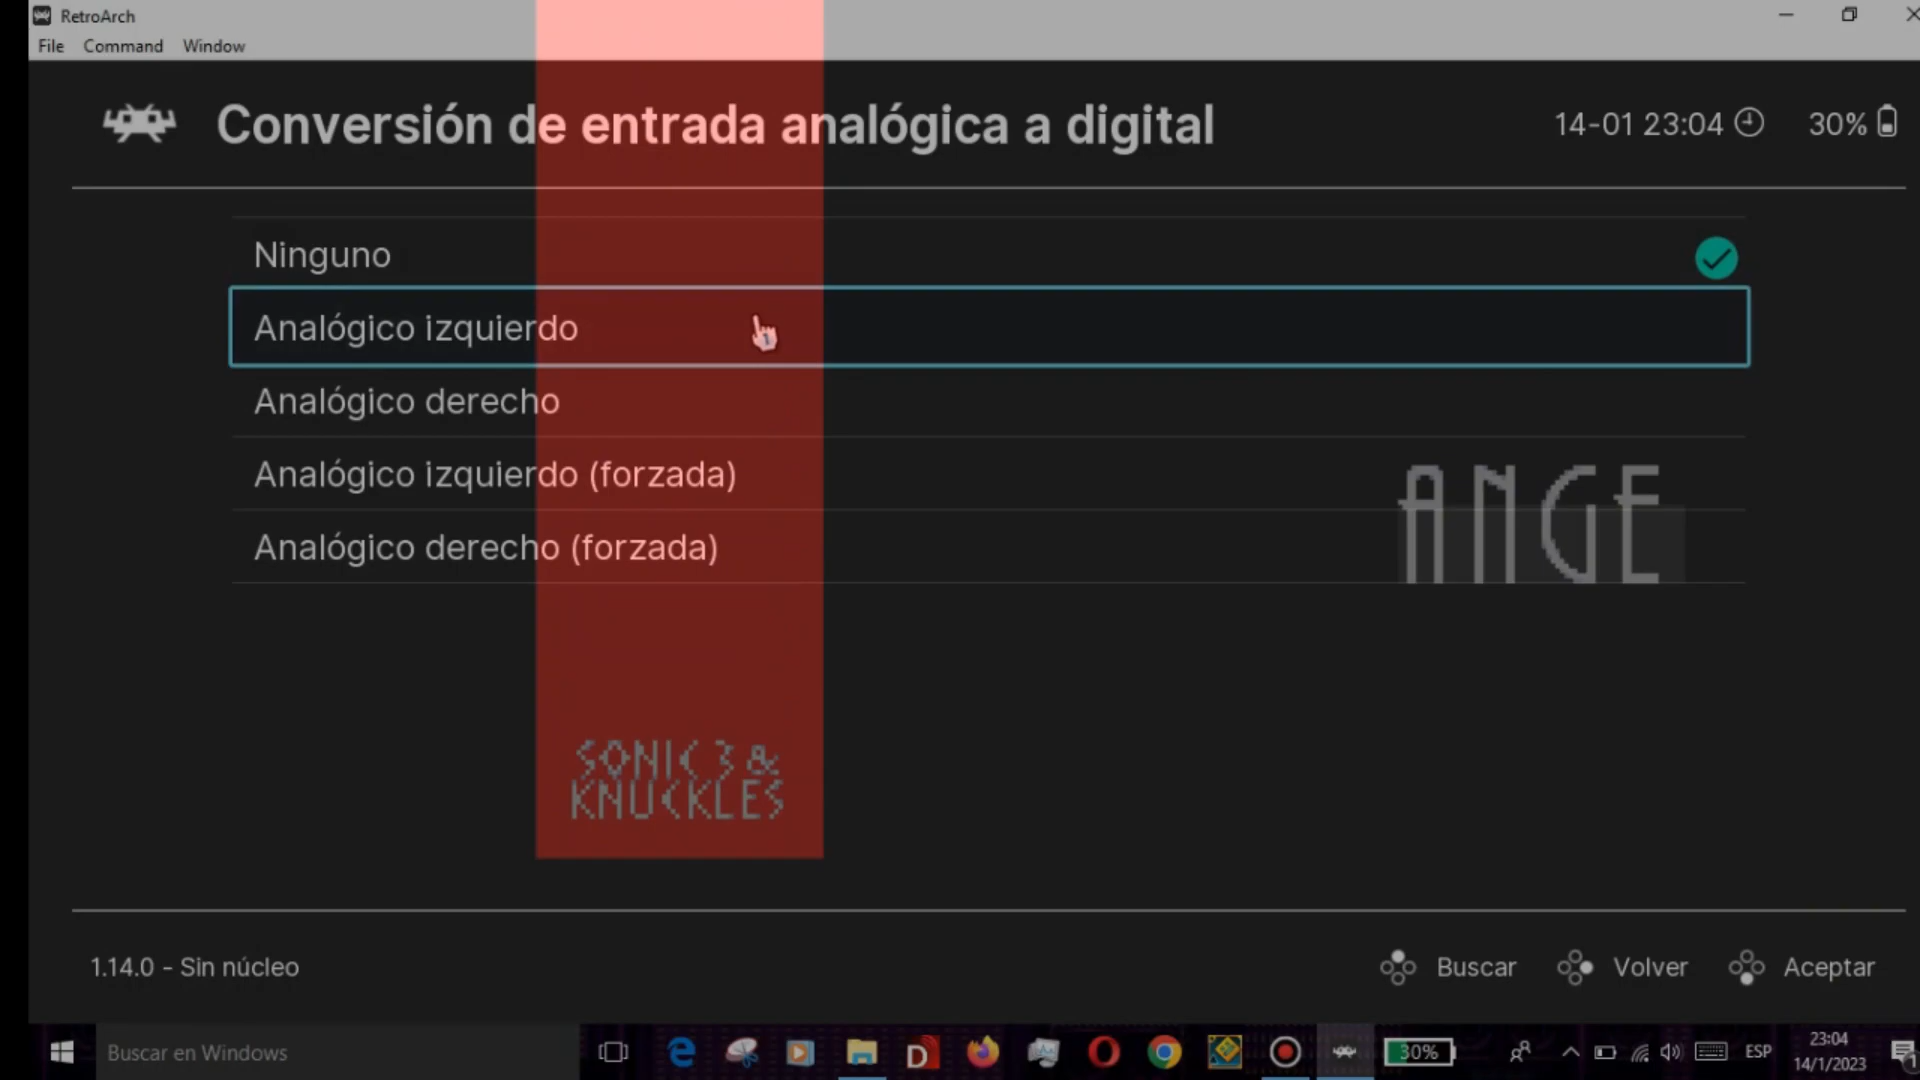 RetroArch
File Command Window
Conversión de entrada analógica a digital
14-01 23:04
30%
Ninguno
Analógico izquierdo
Analógico derecho
Analógico izquierdo (forzada)
Analógico derecho (forzada)
ANGE
SONIC 3 &
KNUCKLES
1.14.0 - Sin núcleo
Buscar
Volver
Aceptar
Buscar en Windows
30%
ESP
23:04
14/1/2023
1